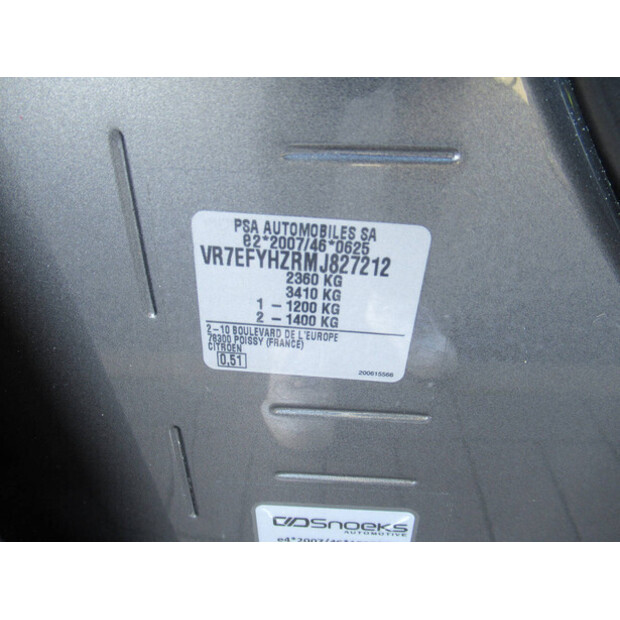 PSA AUTOMOBILES SA
e2*2007/46*0625
VR7EFYHZRMJ827212
2360 KG
3410 KG
1 - 1200 KG
2 - 1400 KG
2-10 BOULEVARD DE L'EUROPE
78300 POISSY (FRANCE)
CITROEN
0,51
200615566
Snoeks
AUTOMOTIVE